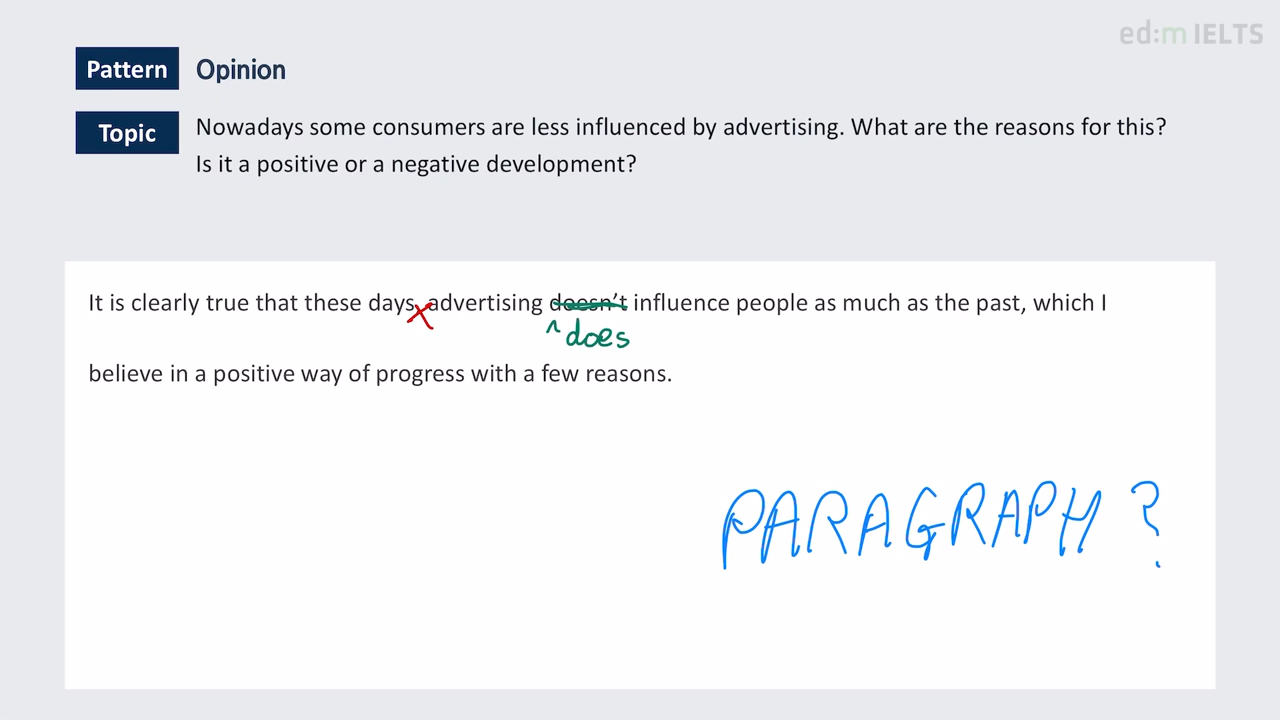 ed:m IELTS
Pattern Opinion
Topic Nowadays some consumers are less influenced by advertising. What are the reasons for this?
Is it a positive or a negative development?
It is clearly true that these days, advertising doesn't influence people as much as the past, which I
^ does
believe in a positive way of progress with a few reasons.
PARAGRAPH ?